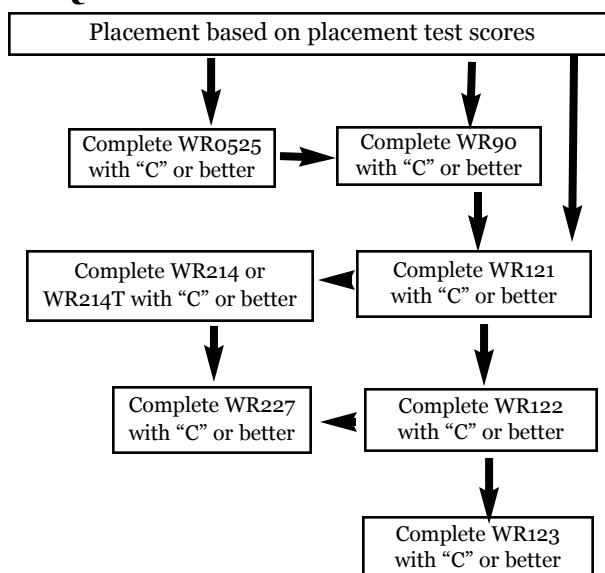 Placement based on placement test scores
Complete WR0525
with “C” or better
Complete WR90
with “C” or better
Complete WR214 or
WR214T with “C” or better
Complete WR121
with “C” or better
Complete WR227
with “C” or better
Complete WR122
with “C” or better
Complete WR123
with “C” or better